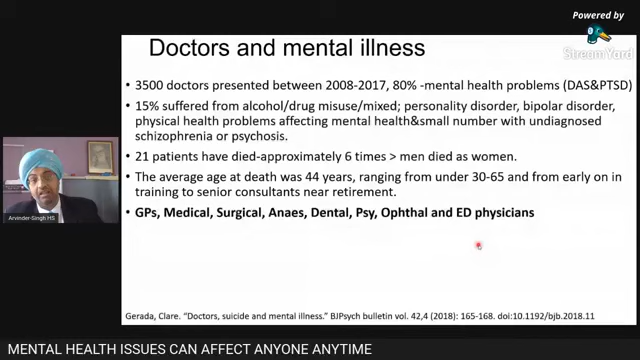 Powered by
StreamYard
Doctors and mental illness
• 3500 doctors presented between 2008-2017, 80% -mental health problems (DAS&PTSD)
• 15% suffered from alcohol/drug misuse/mixed; personality disorder, bipolar disorder,
physical health problems affecting mental health&small number with undiagnosed
schizophrenia or psychosis.
• 21 patients have died-approximately 6 times > men died as women.
• The average age at death was 44 years, ranging from under 30-65 and from early on in
training to senior consultants near retirement.
• GPs, Medical, Surgical, Anaes, Dental, Psy, Ophthal and ED physicians
Arvinder-Singh HS
Gerada, Clare. “Doctors, suicide and mental illness.” BJPsych bulletin vol. 42,4 (2018): 165-168. doi:10.1192/bjb.2018.11
MENTAL HEALTH ISSUES CAN AFFECT ANYONE ANYTIME